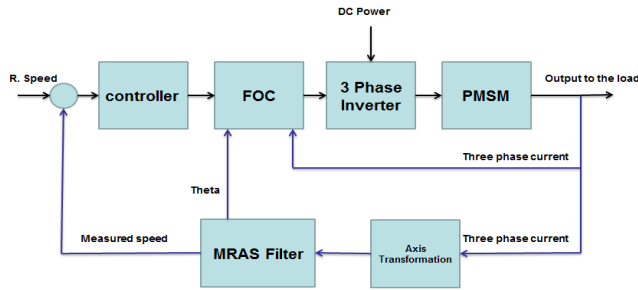 DC Power
R. Speed
controller
FOC
3 Phase
Inverter
PMSM
Output to the load
Three phase current
Theta
Measured speed
MRAS Filter
Axis
Transformation
Three phase current